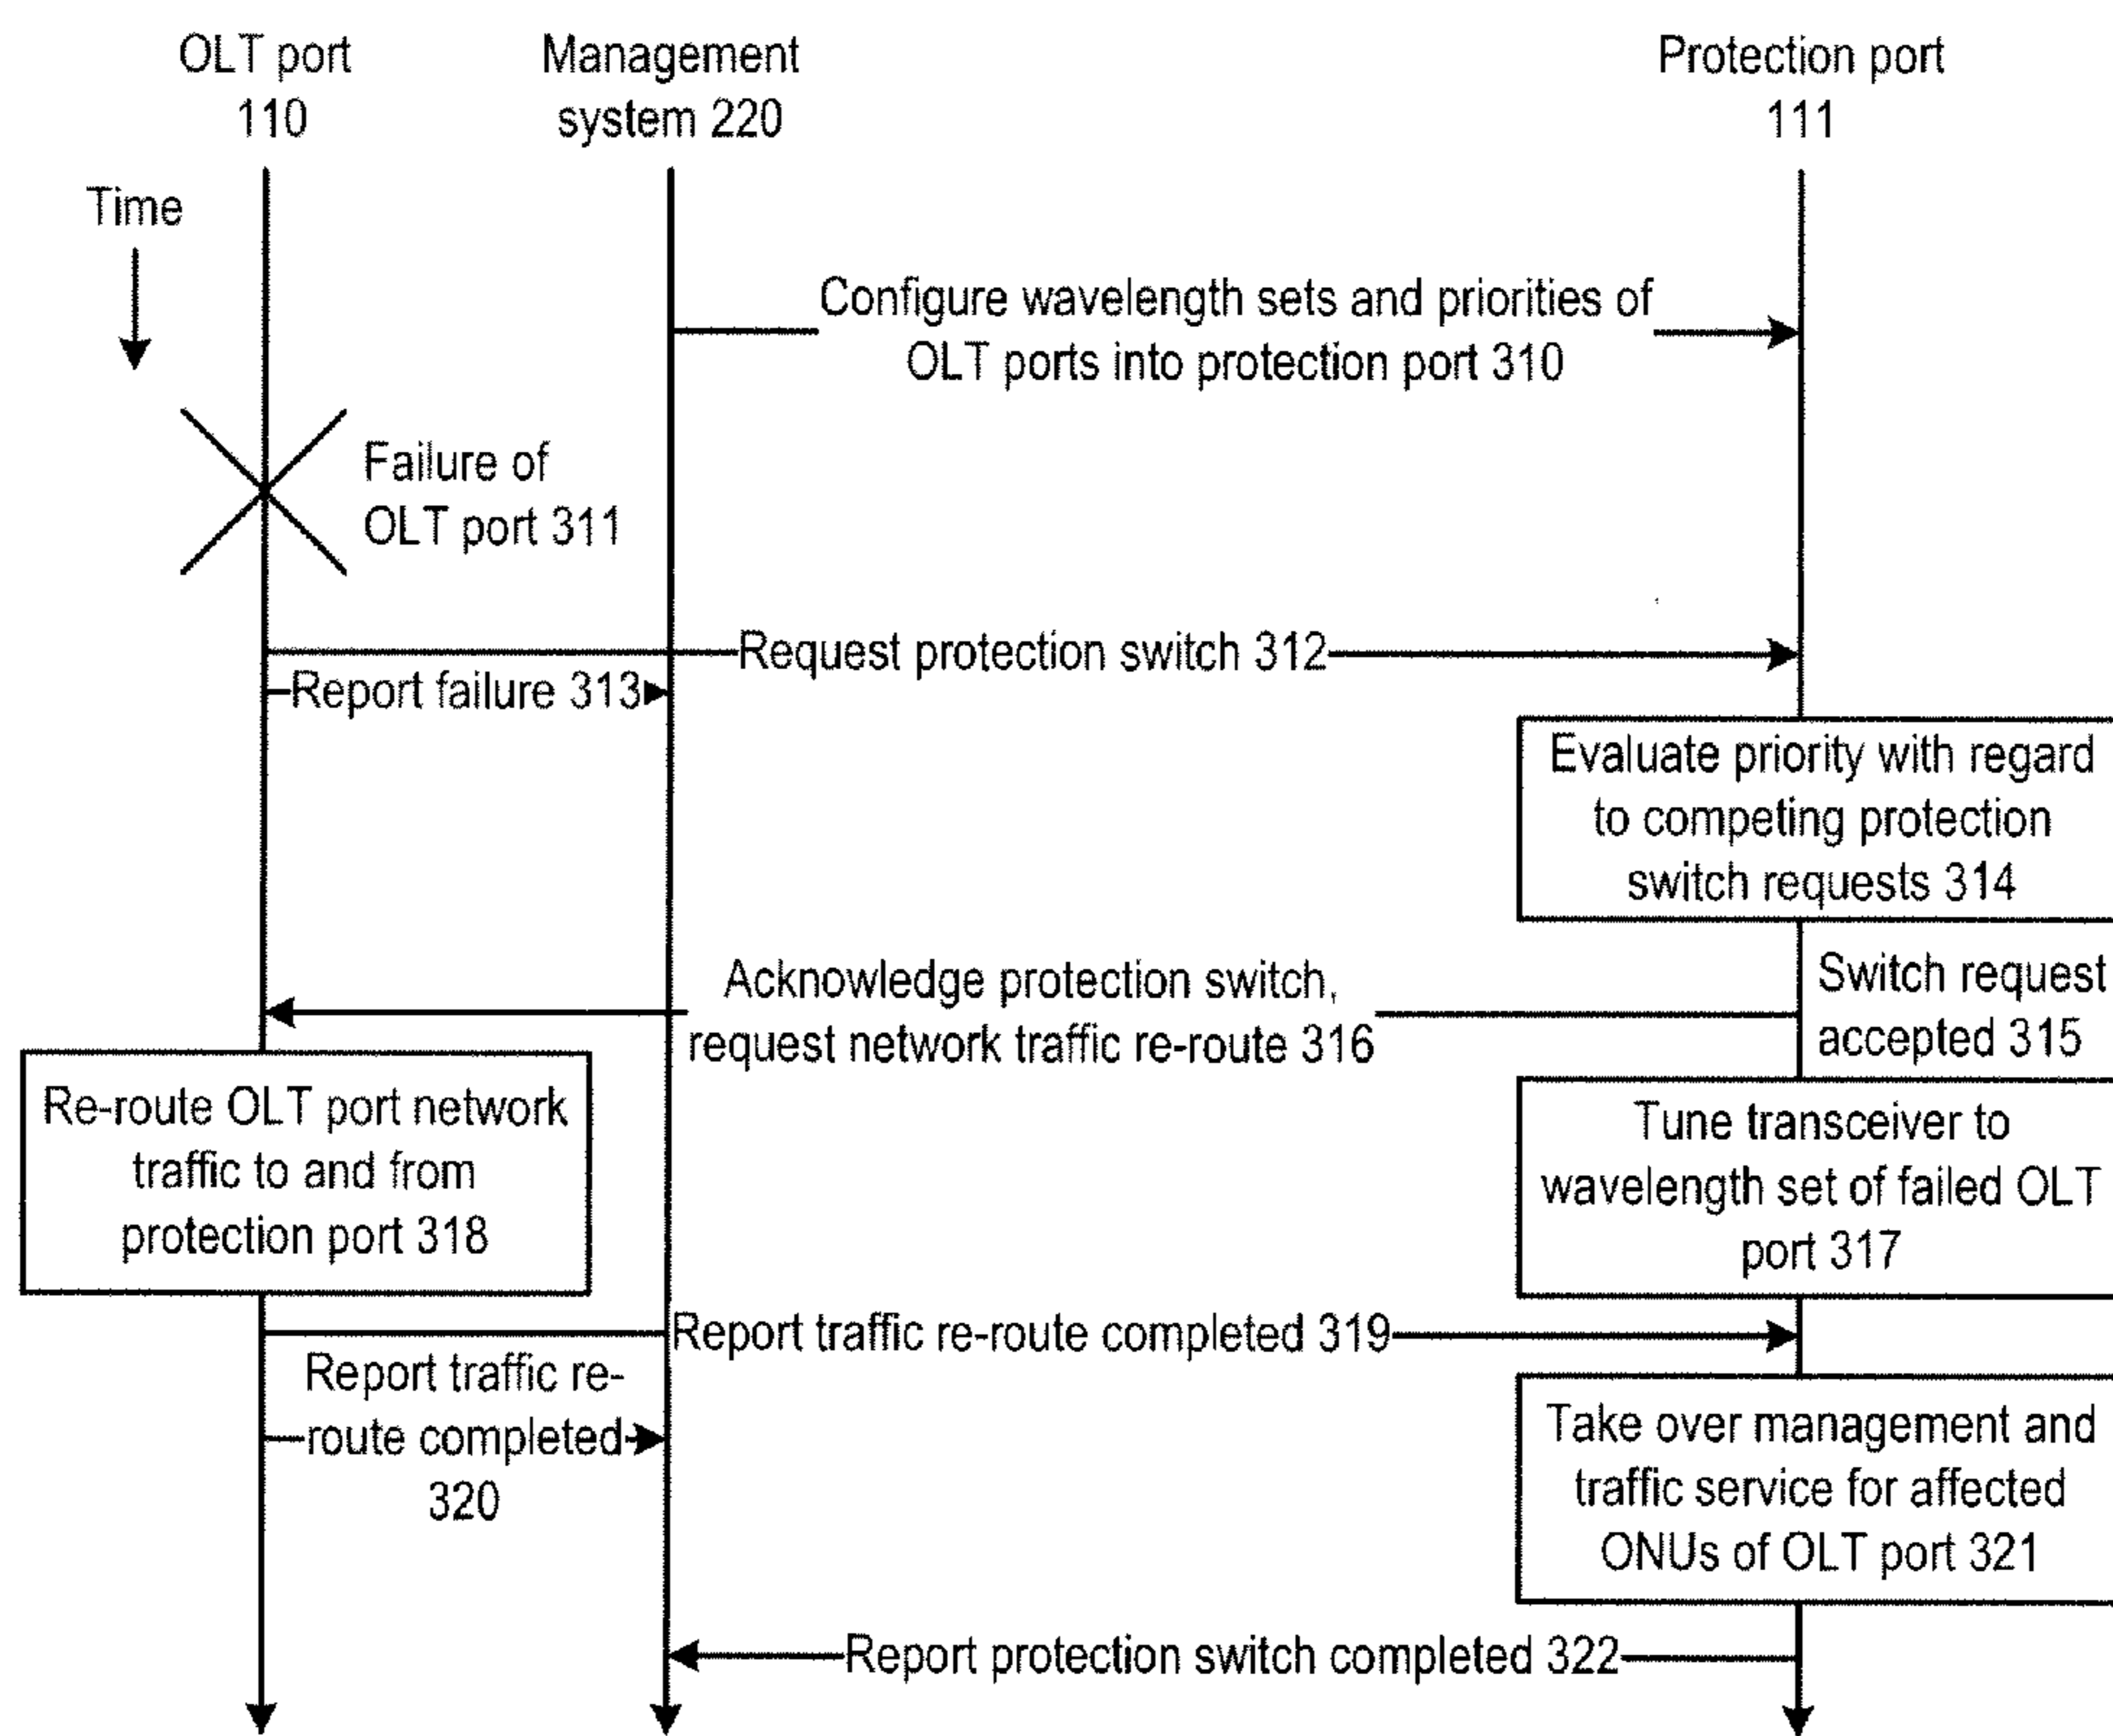 OLT port
110
Management
system 220
Protection port
111
Time
Configure wavelength sets and priorities of
OLT ports into protection port 310
Failure of
OLT port 311
Request protection switch 312
Report failure 313
Evaluate priority with regard
to competing protection
switch requests 314
Acknowledge protection switch,
request network traffic re-route 316
Switch request
accepted 315
Re-route OLT port network
traffic to and from
protection port 318
Tune transceiver to
wavelength set of failed OLT
port 317
Report traffic re-route completed 319
Report traffic re-
route completed
320
Take over management and
traffic service for affected
ONUs of OLT port 321
Report protection switch completed 322